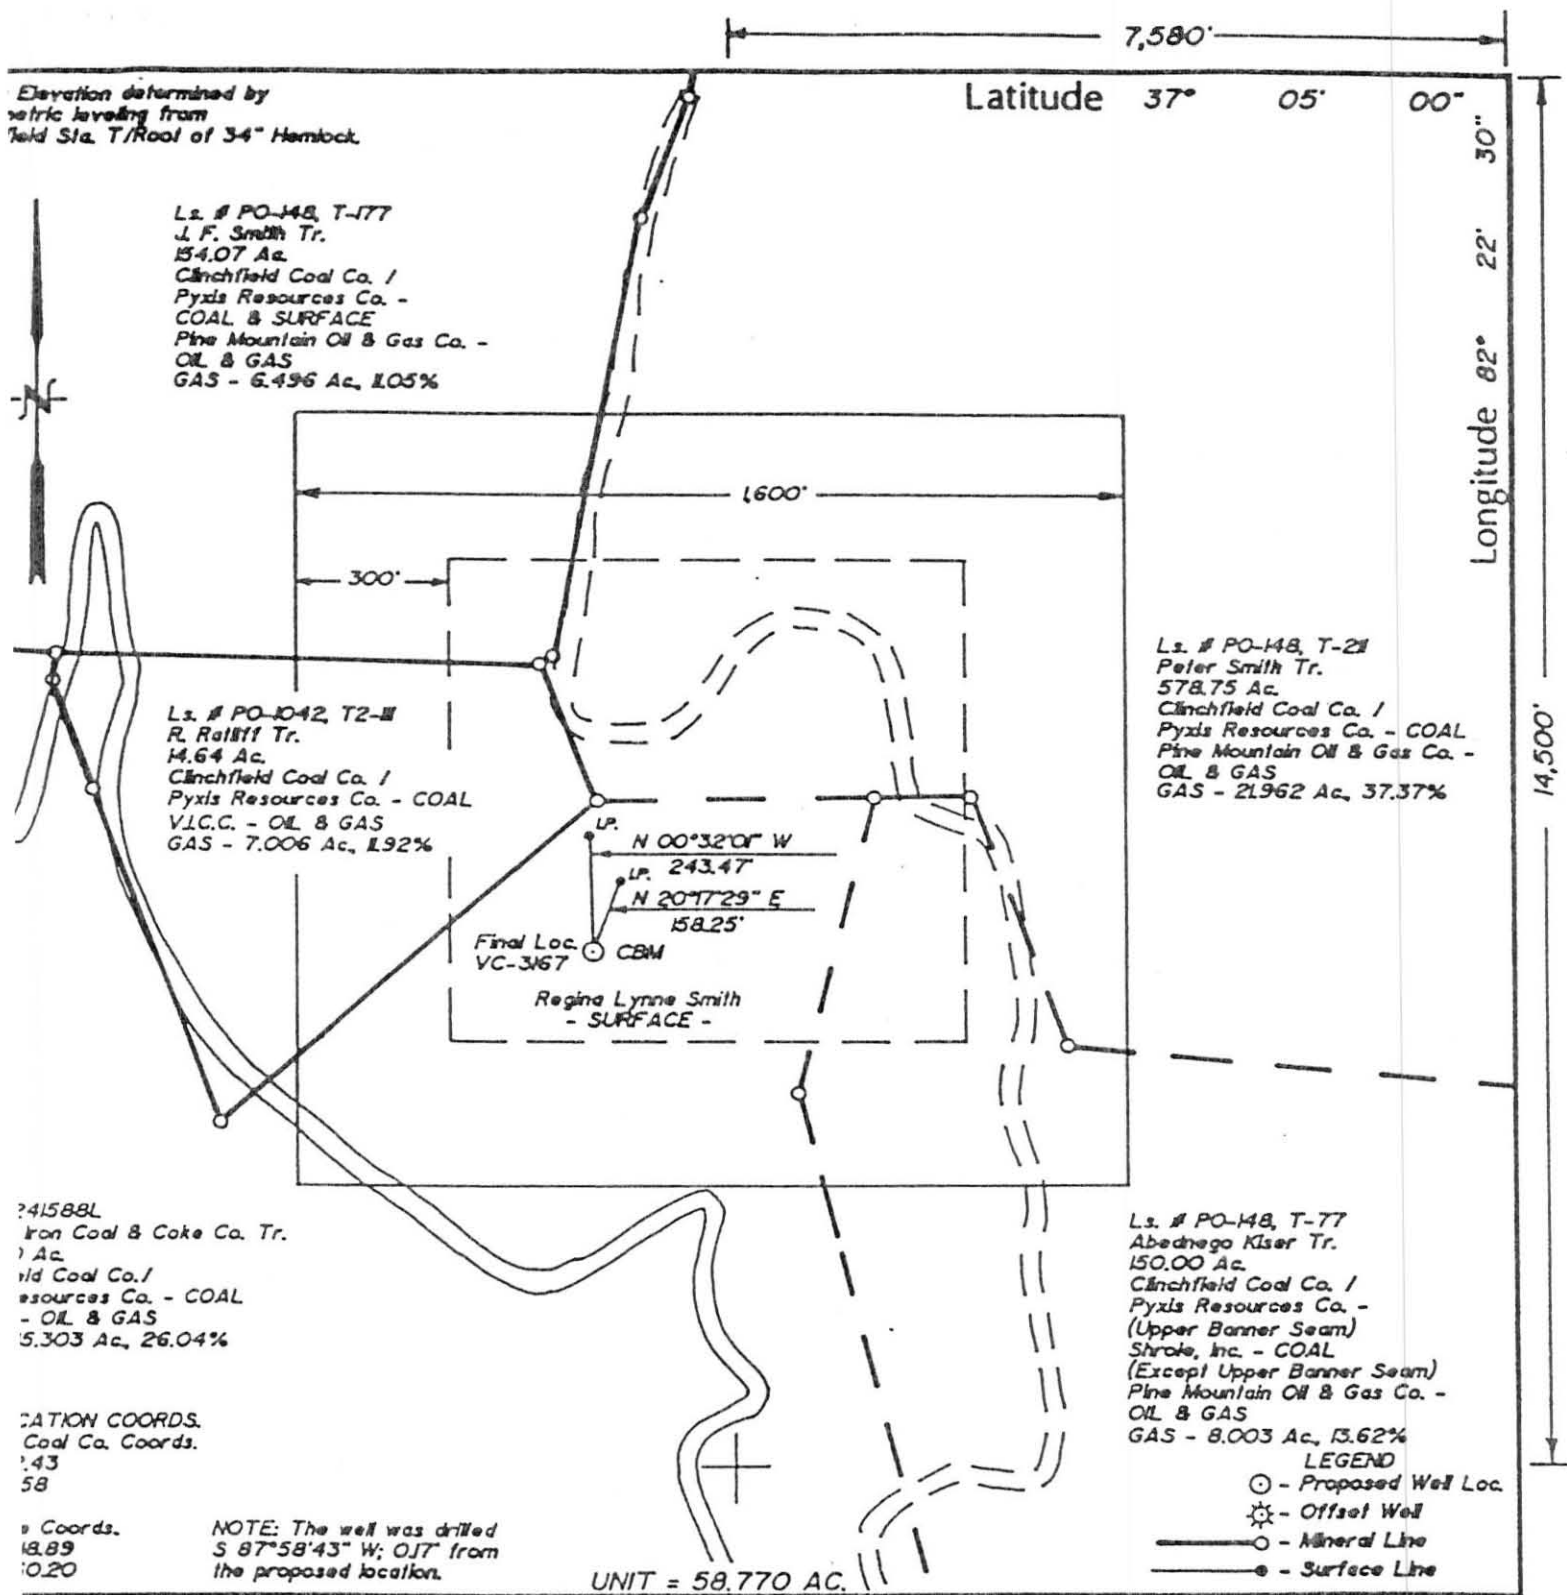 7,580'
Elevation determined by
metric leveling from
field Sta. T/Root of 34" Hemlock.
Latitude 37° 05' 00"
Longitude 82° 22' 30"
14,500'
Ls. # PO-148, T-177
J. F. Smith Tr.
154.07 Ac.
Clinchfield Coal Co. /
Pyxis Resources Co. -
COAL & SURFACE
Pine Mountain Oil & Gas Co. -
OIL & GAS
GAS - 6.496 Ac., 11.05%
N
1,600'
300'
Ls. # PO-148, T-211
Peter Smith Tr.
578.75 Ac.
Clinchfield Coal Co. /
Pyxis Resources Co. - COAL
Pine Mountain Oil & Gas Co. -
OIL & GAS
GAS - 21.962 Ac., 37.37%
Ls. # PO-1042, T2-111
R. Ratliff Tr.
14.64 Ac.
Clinchfield Coal Co. /
Pyxis Resources Co. - COAL
V.I.C.C. - OIL & GAS
GAS - 7.006 Ac., 11.92%
I.P.
N 00°32'01" W
243.47'
I.P.
N 20°17'29" E
158.25'
Final Loc.
VC-3167
CBM
Regina Lynne Smith
- SURFACE -
241588L
Iron Coal & Coke Co. Tr.
Ac.
Coal Co./
Resources Co. - COAL
- OIL & GAS
15.303 Ac., 26.04%
Ls. # PO-148, T-77
Abednego Kiser Tr.
150.00 Ac.
Clinchfield Coal Co. /
Pyxis Resources Co. -
(Upper Banner Seam)
Inc. - COAL
(Except Upper Banner Seam)
Pine Mountain Oil & Gas Co. -
OIL & GAS
GAS - 8.003 Ac., 13.62%
CATION COORDS.
Coal Co. Coords.
.43
58
Coords.
18.89
0.20
NOTE: The well was drilled
S 87°58'43" W; 0.17' from
the proposed location.
UNIT = 58.770 AC.
LEGEND
- Proposed Well Loc.
- Offset Well
- Mineral Line
- Surface Line